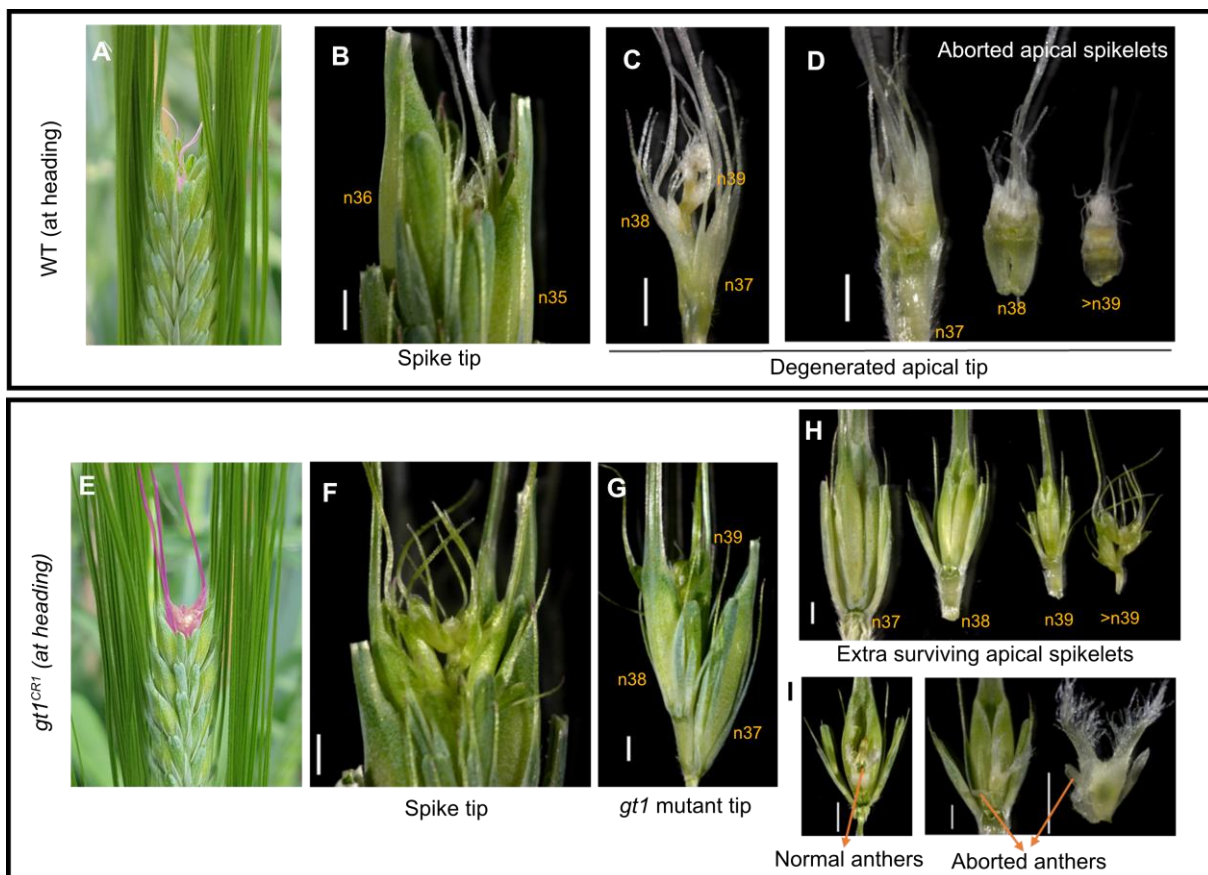 WT (at heading)
A
B
n36
n35
Spike tip
C
n39
n38
n37
D
Aborted apical spikelets
n37
n38
>n39
Degenerated apical tip
gt1CR1 (at heading)
E
F
Spike tip
G
n39
n38
n37
gt1 mutant tip
H
n37
n38
n39
>n39
Extra surviving apical spikelets
I
Normal anthers
Aborted anthers